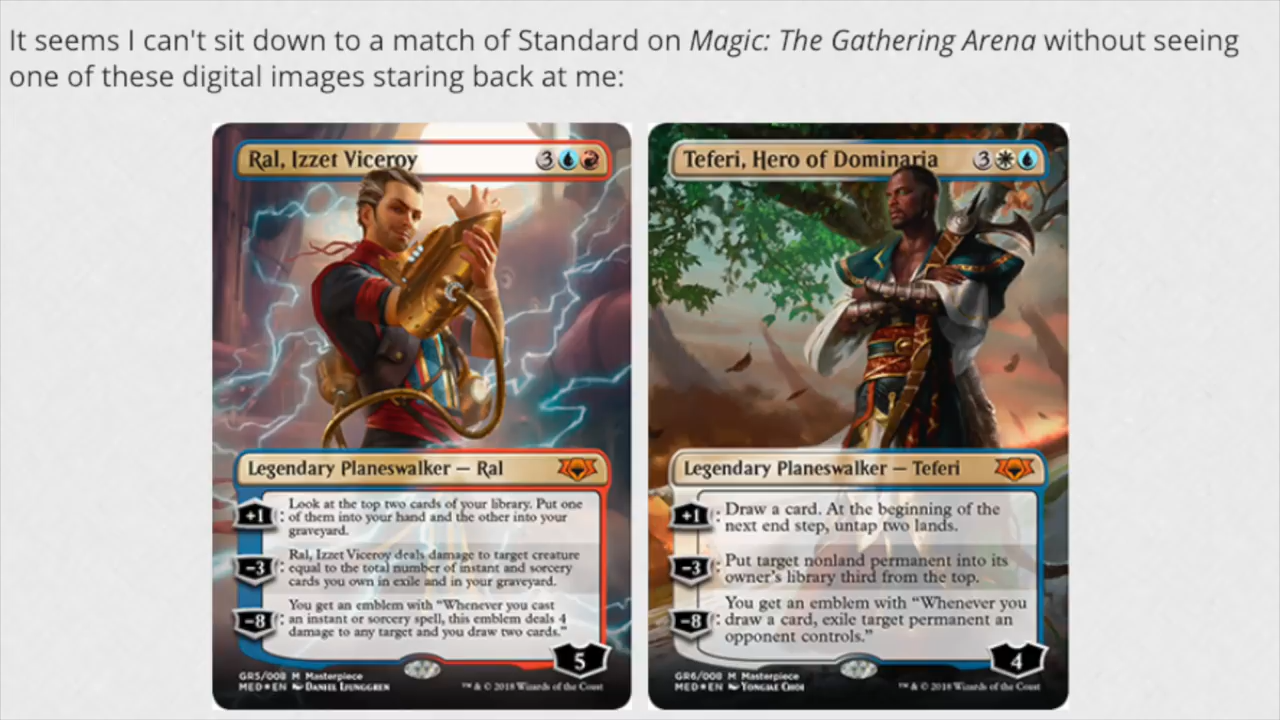 It seems I can't sit down to a match of Standard on Magic: The Gathering Arena without seeing
one of these digital images staring back at me:
Ral, Izzet Viceroy
3
Legendary Planeswalker — Ral
+1: Look at the top two cards of your library. Put one
of them into your hand and the other into your
graveyard.
−3: Ral, Izzet Viceroy deals damage to target creature
equal to the total number of instant and sorcery
cards you own in exile and in your graveyard.
−8: You get an emblem with "Whenever you cast
an instant or sorcery spell, this emblem deals 4
damage to any target and you draw two cards."
5
GR5/008 M Masterpiece
MED • EN Daniel Ljunggren
™ & © 2018 Wizards of the Coast
Teferi, Hero of Dominaria
3
Legendary Planeswalker — Teferi
+1: Draw a card. At the beginning of the
next end step, untap two lands.
−3: Put target nonland permanent into its
owner's library third from the top.
−8: You get an emblem with "Whenever you
draw a card, exile target permanent an
opponent controls."
4
GR6/008 M Masterpiece
MED • EN Yongjae Choi
™ & © 2018 Wizards of the Coast